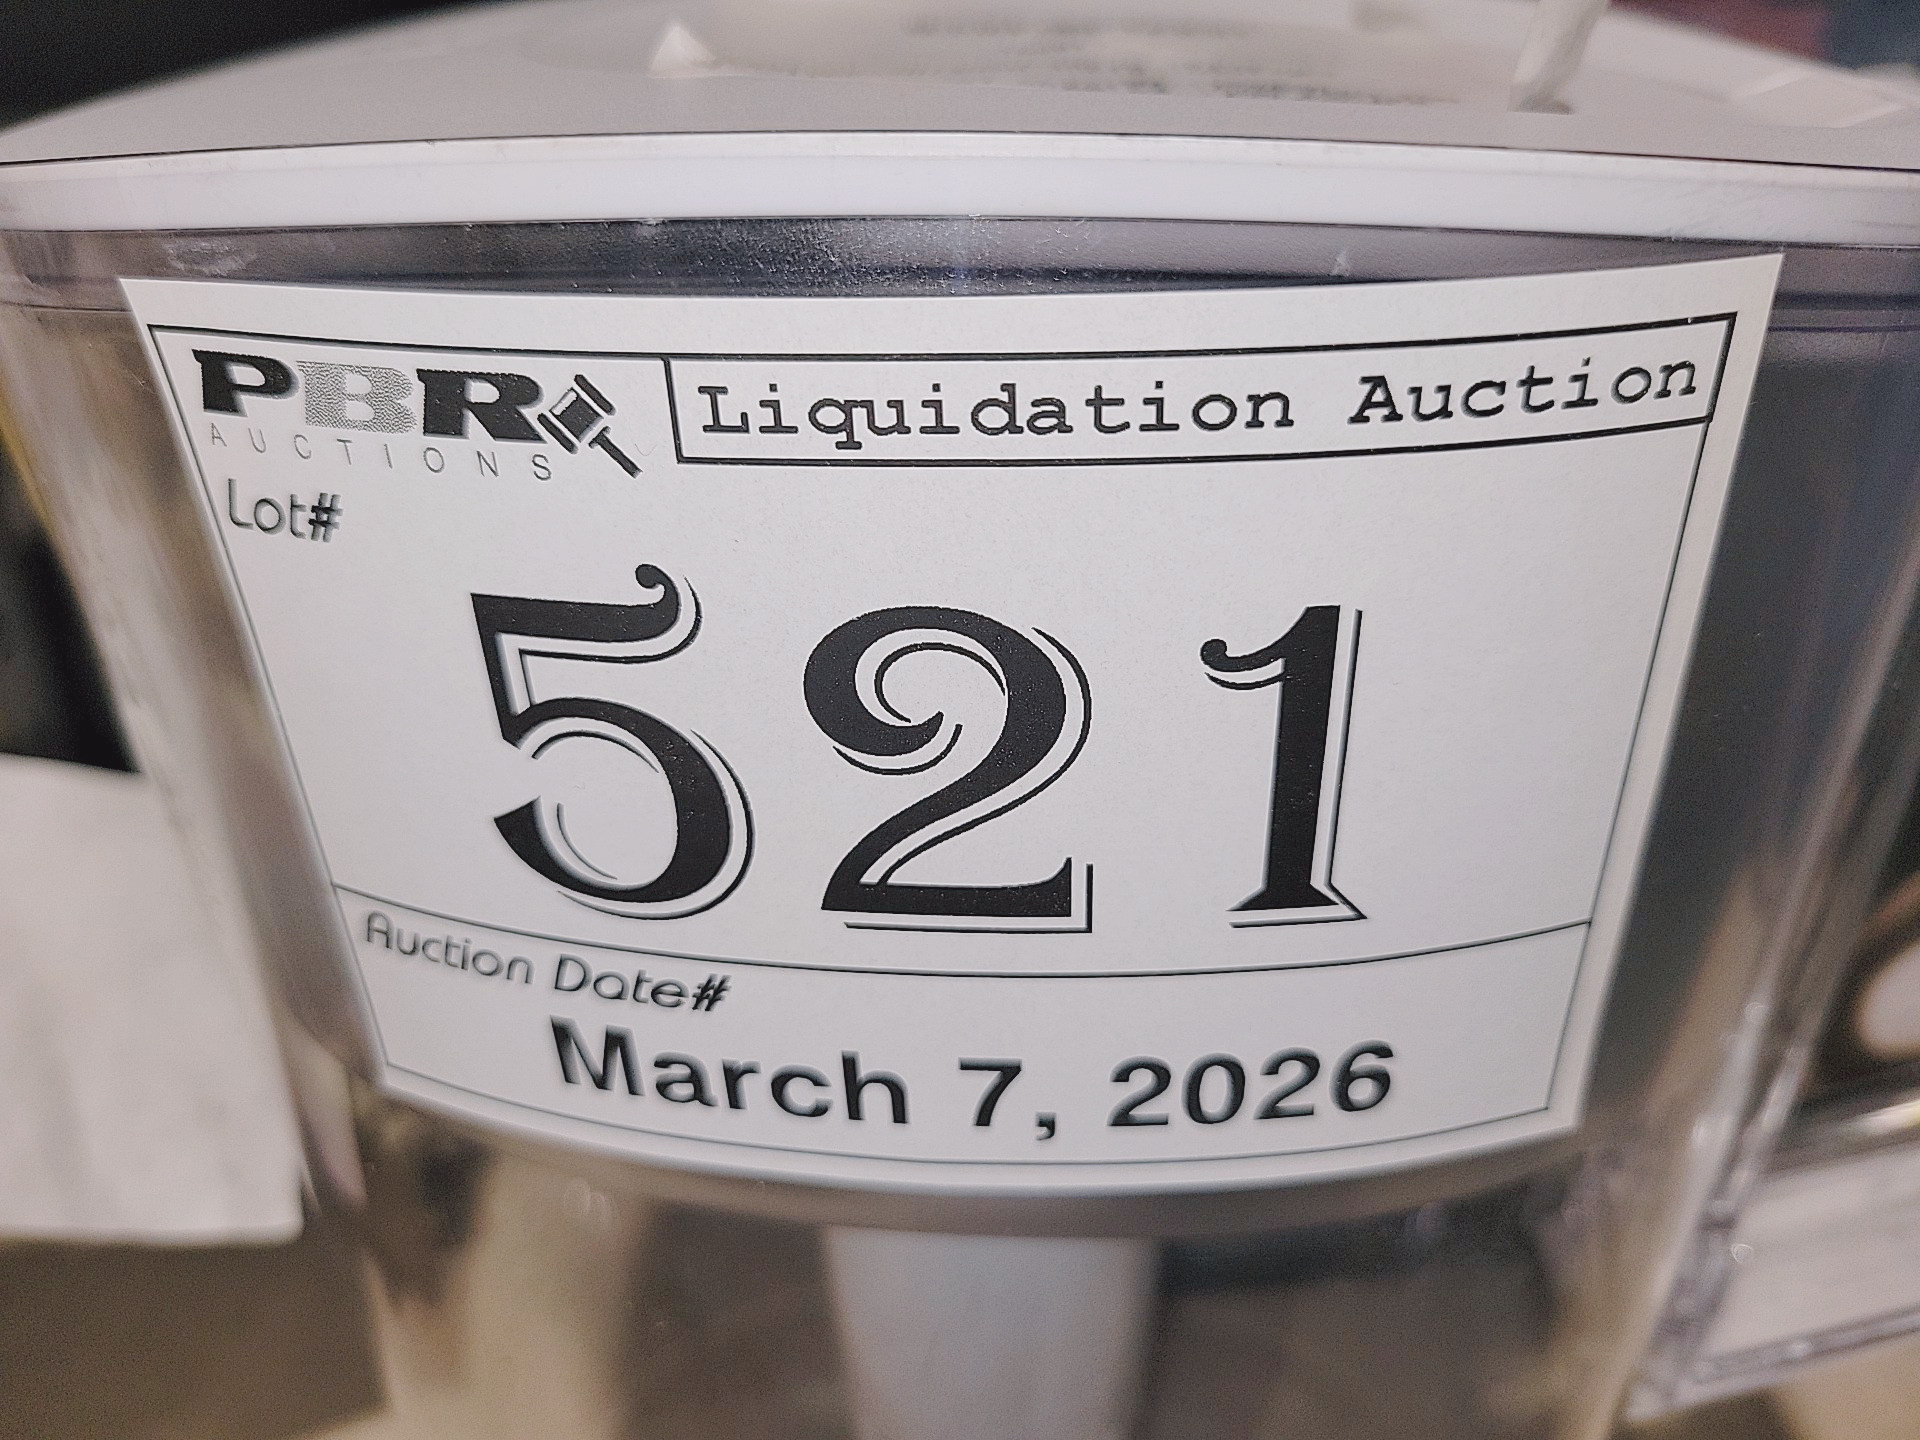 PBR
AUCTIONS
Liquidation Auction
Lot#
521
Auction Date#
March 7, 2026